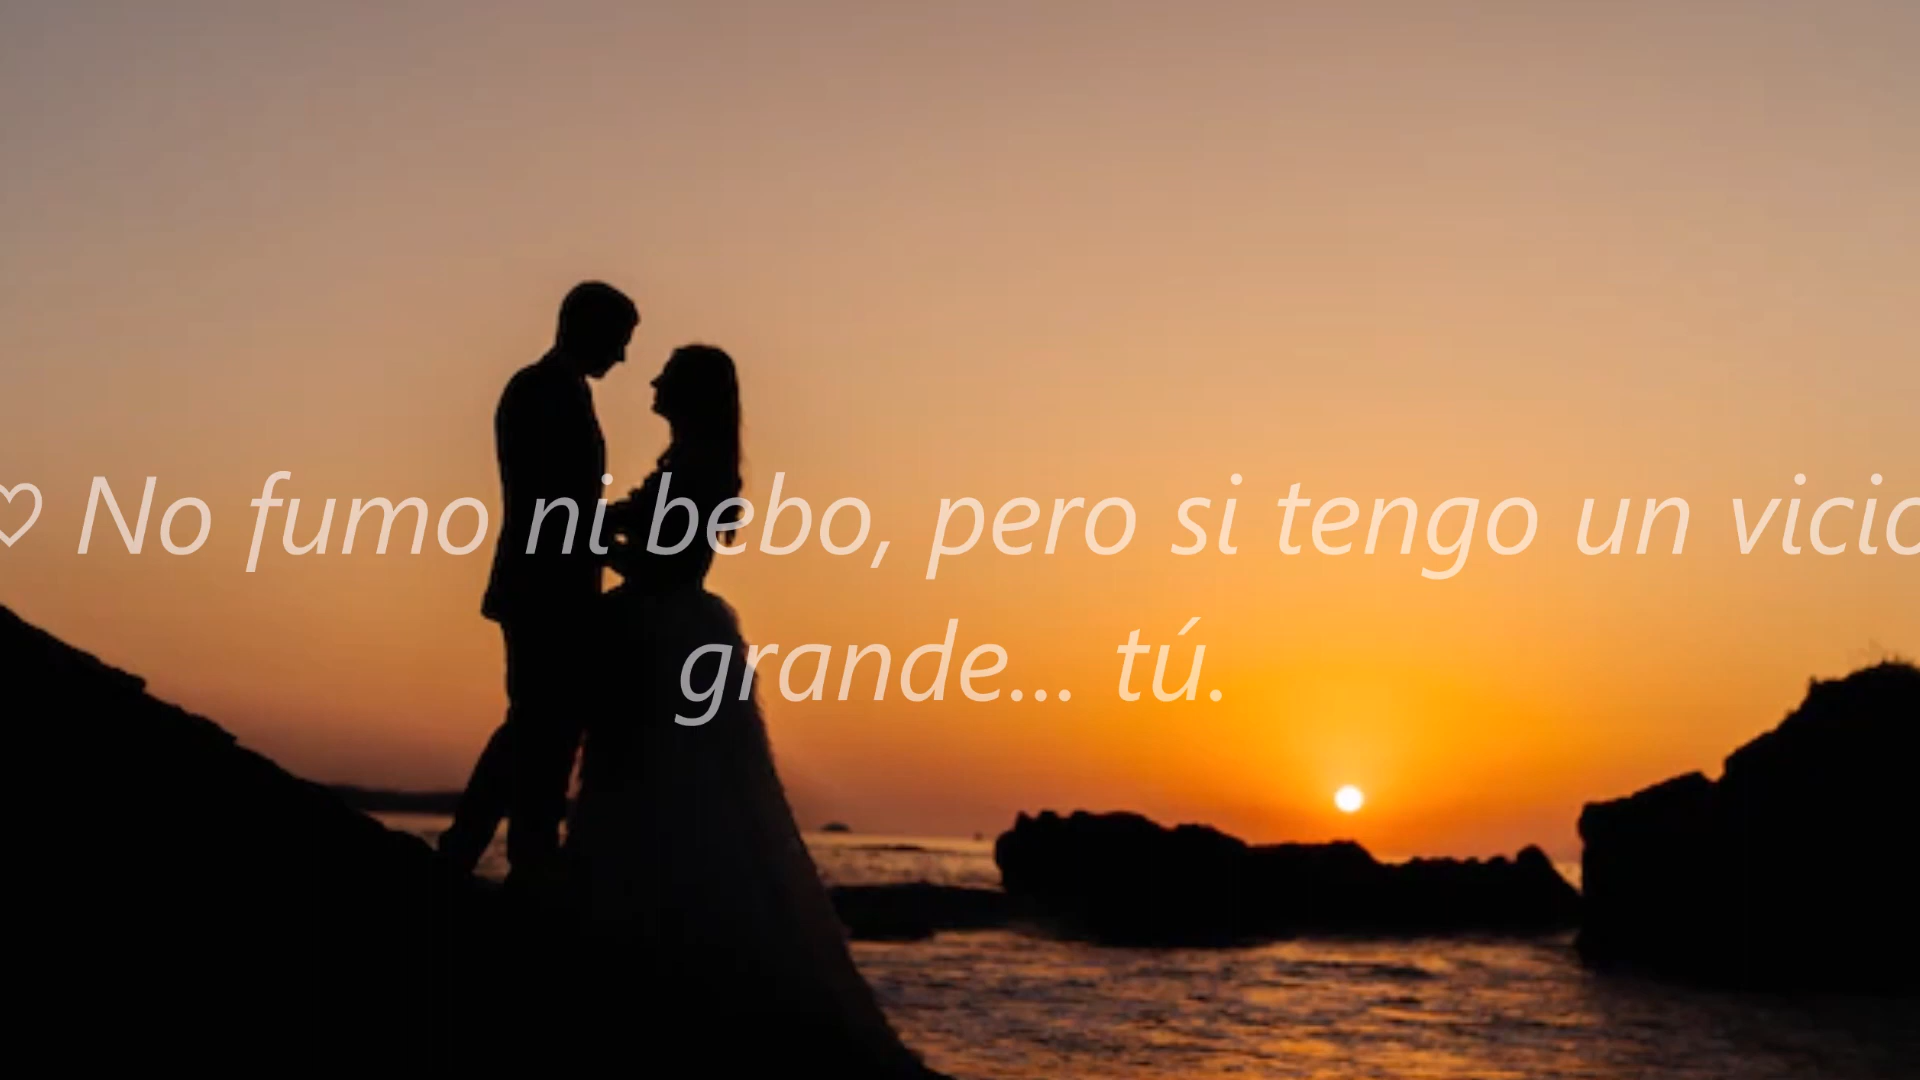 ♡ No fumo ni bebo, pero si tengo un vicio
grande... tú.